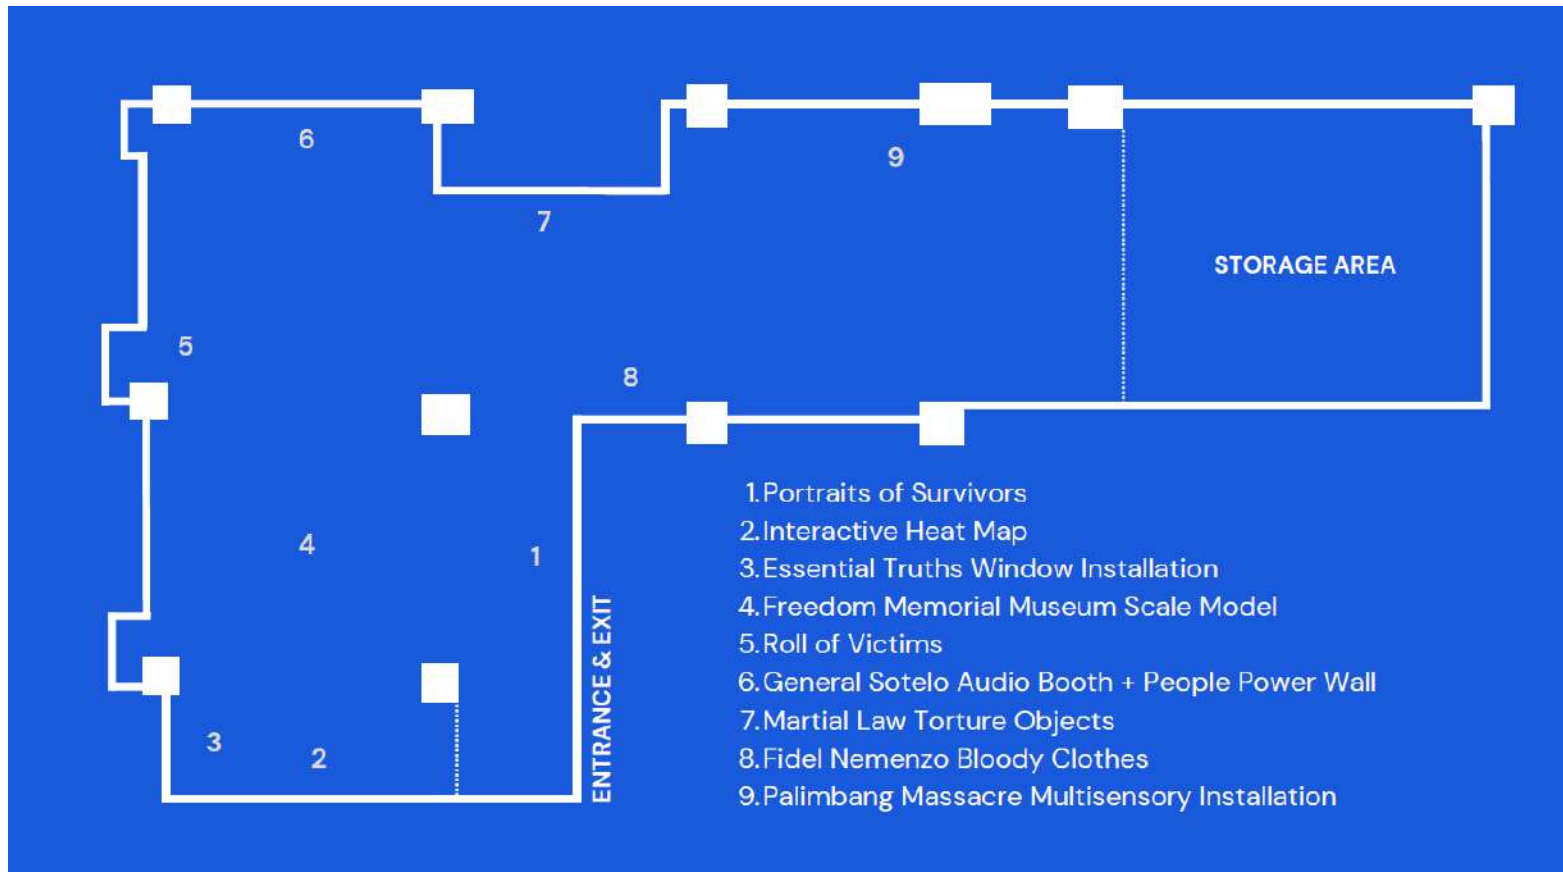 6
9
7
STORAGE AREA
5
8
4
1
3
2
ENTRANCE & EXIT
1.Portraits of Survivors
2.Interactive Heat Map
3.Essential Truths Window Installation
4.Freedom Memorial Museum Scale Model
5.Roll of Victims
6.General Sotelo Audio Booth + People Power Wall
7.Martial Law Torture Objects
8.Fidel Nemenzo Bloody Clothes
9.Palimbang Massacre Multisensory Installation